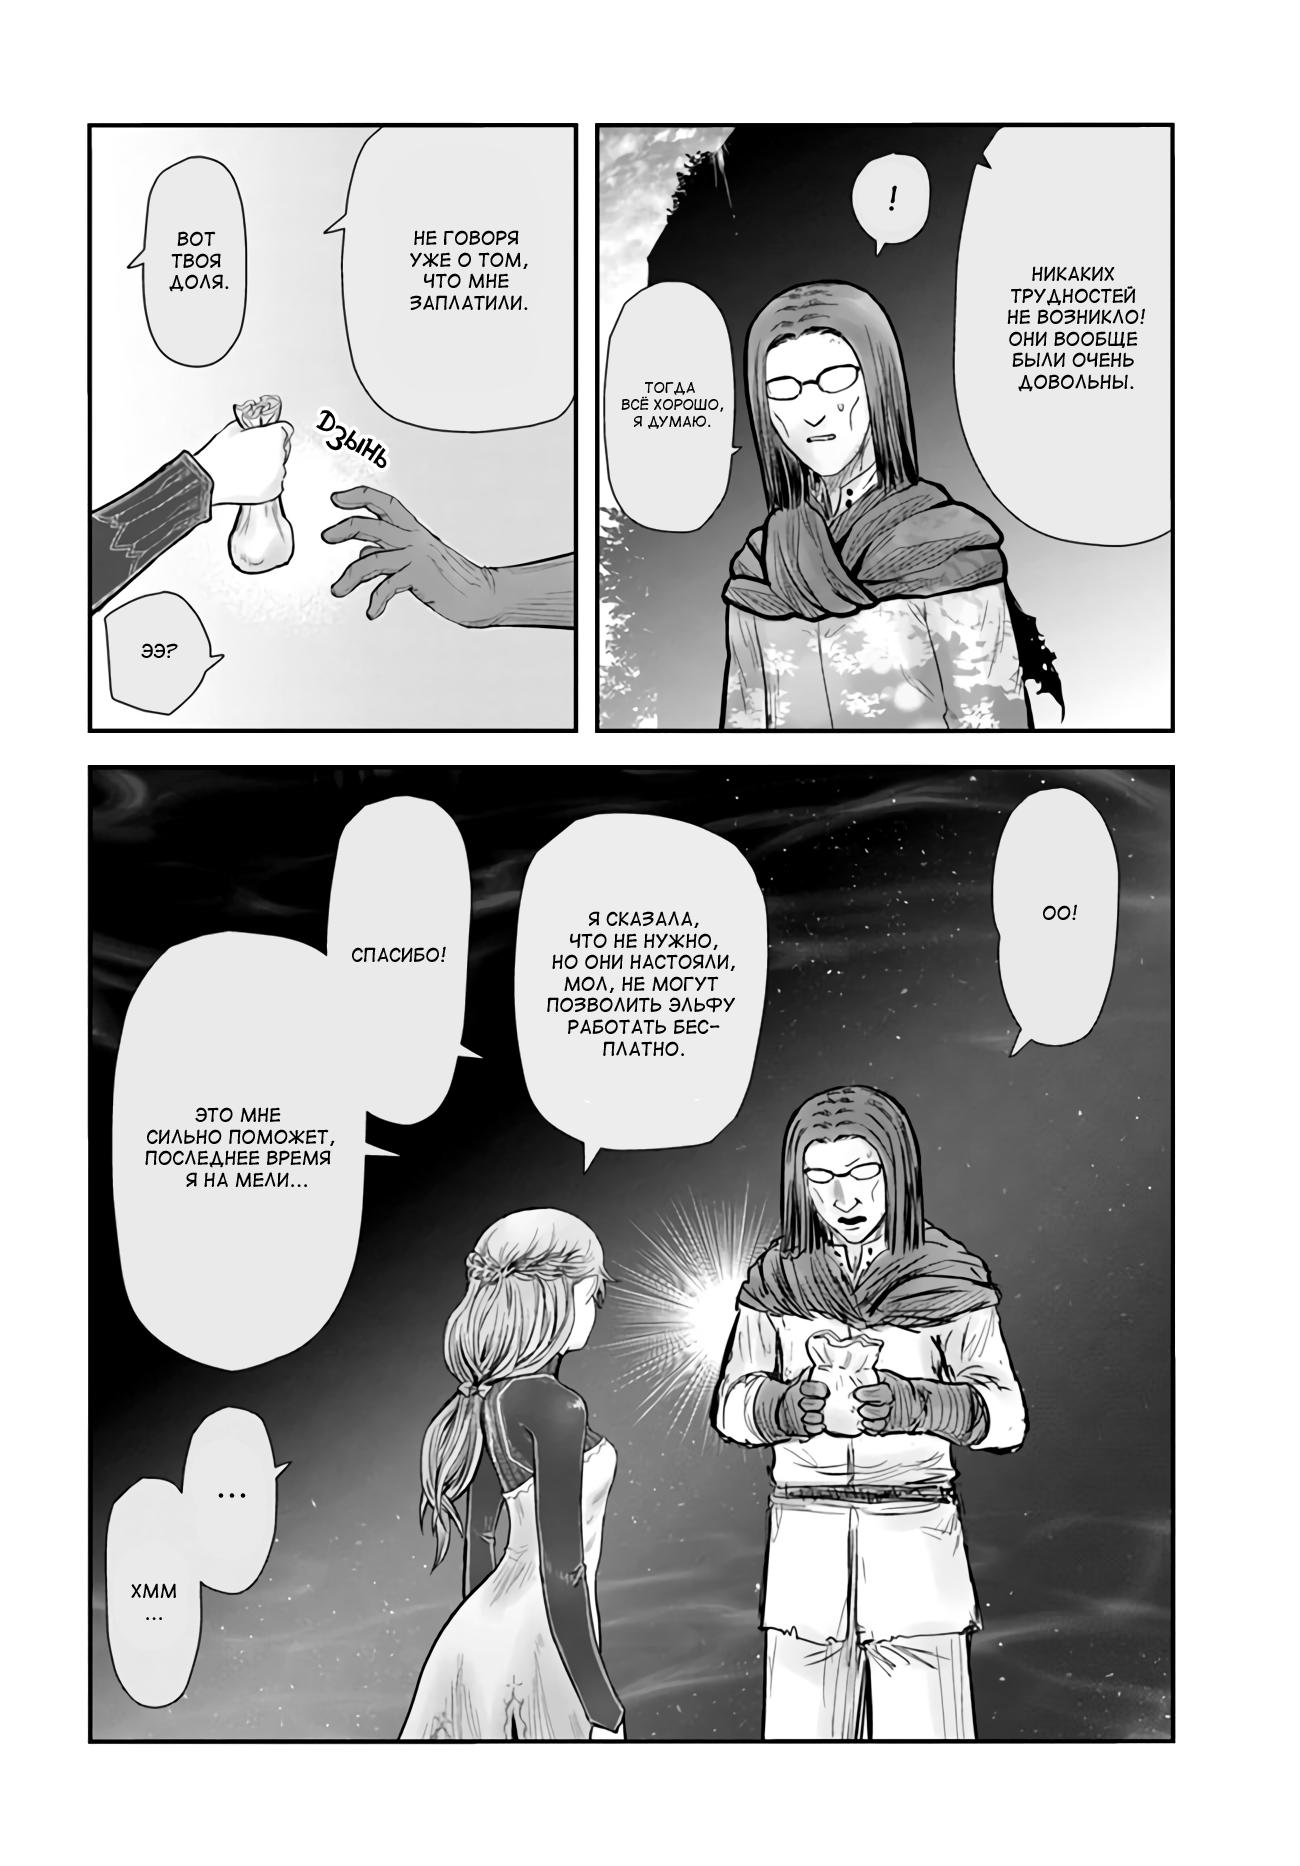 НИКАКИХ
ТРУДНОСТЕЙ
НЕ ВОЗНИКЛО!
ОНИ ВООБЩЕ
БЫЛИ ОЧЕНЬ
ДОВОЛЬНЫ.
!
ТОГДА
ВСЁ ХОРОШО,
Я ДУМАЮ.
НЕ ГОВОРЯ
УЖЕ О ТОМ,
ЧТО МНЕ
ЗАПЛАТИЛИ.
ВОТ
ТВОЯ
ДОЛЯ.
ДЗЫНЬ
ЭЭ?
ОО!
Я СКАЗАЛА,
ЧТО НЕ НУЖНО,
НО ОНИ НАСТОЯЛИ,
МОЛ, НЕ МОГУТ
ПОЗВОЛИТЬ ЭЛЬФУ
РАБОТАТЬ БЕС-
ПЛАТНО.
СПАСИБО!
ЭТО МНЕ
СИЛЬНО ПОМОЖЕТ,
ПОСЛЕДНЕЕ ВРЕМЯ
Я НА МЕЛИ...
...
ХММ
...